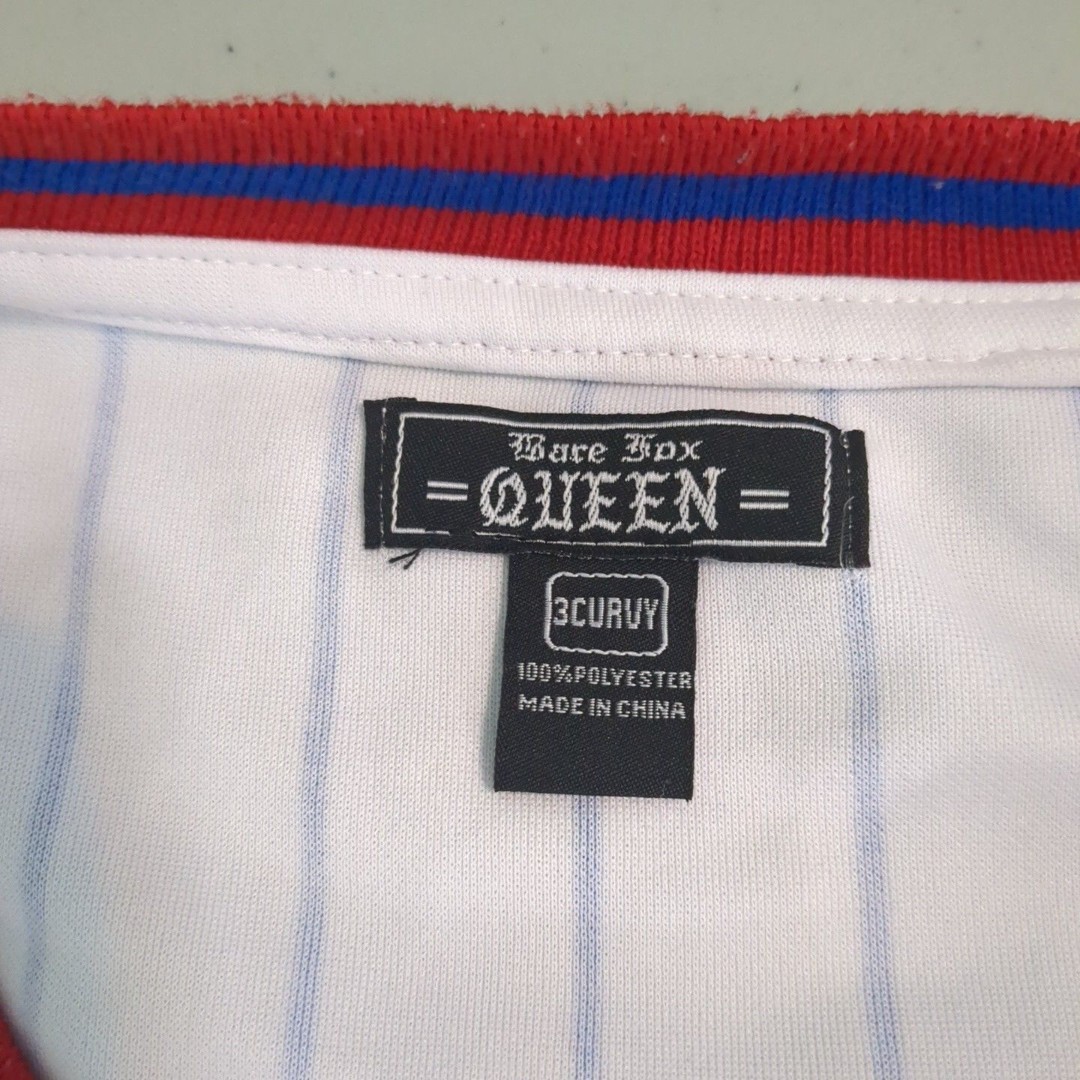 Bare Fox
=QUEEN=
3CURVY
100%POLYESTER
MADE IN CHINA